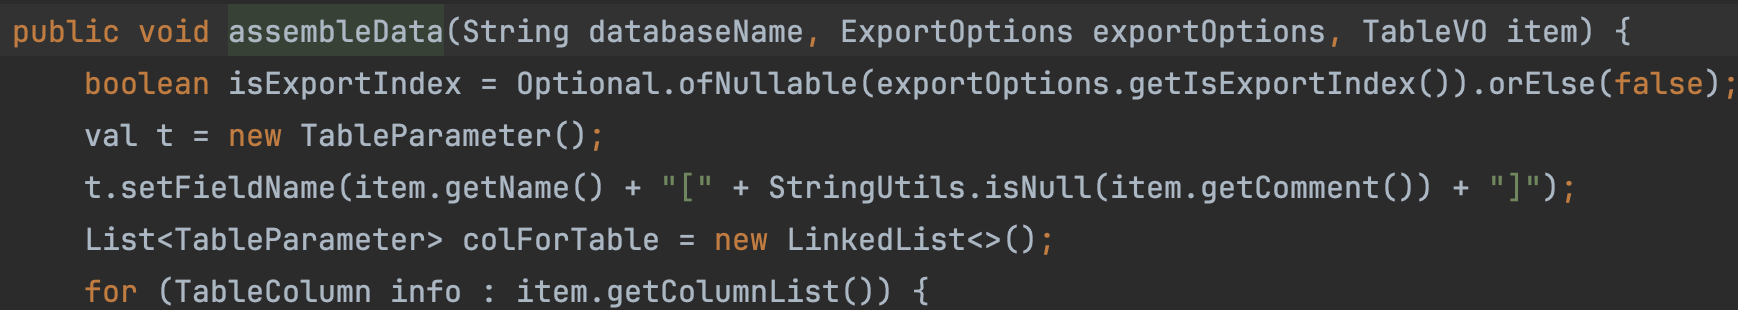 public void assembleData(String databaseName, ExportOptions exportOptions, TableVO item) {
boolean isExportIndex = Optional.ofNullable(exportOptions.getIsExportIndex()).orElse(false);
val t = new TableParameter();
t.setFieldName(item.getName() + "[" + StringUtils.isNull(item.getComment()) + "]");
List<TableParameter> colForTable = new LinkedList<>();
for (TableColumn info : item.getColumnList()) {